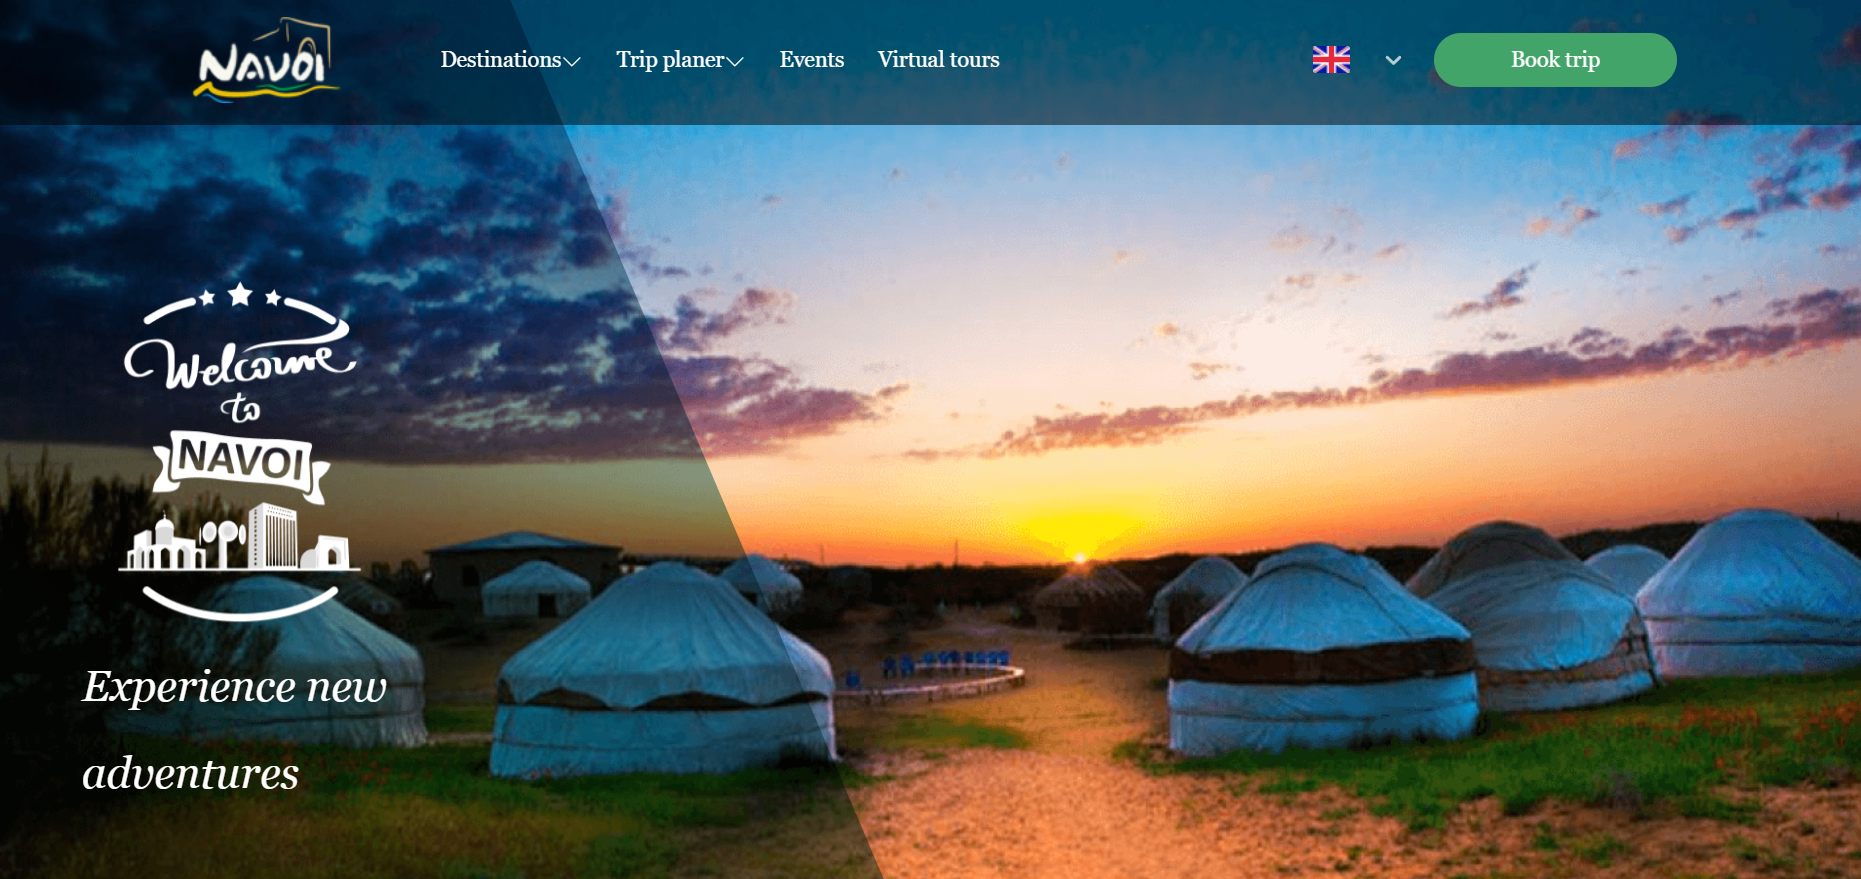 NAVOI
Destinations
Trip planer
Events
Virtual tours
Book trip
Welcome
to
NAVOI
Experience new
adventures